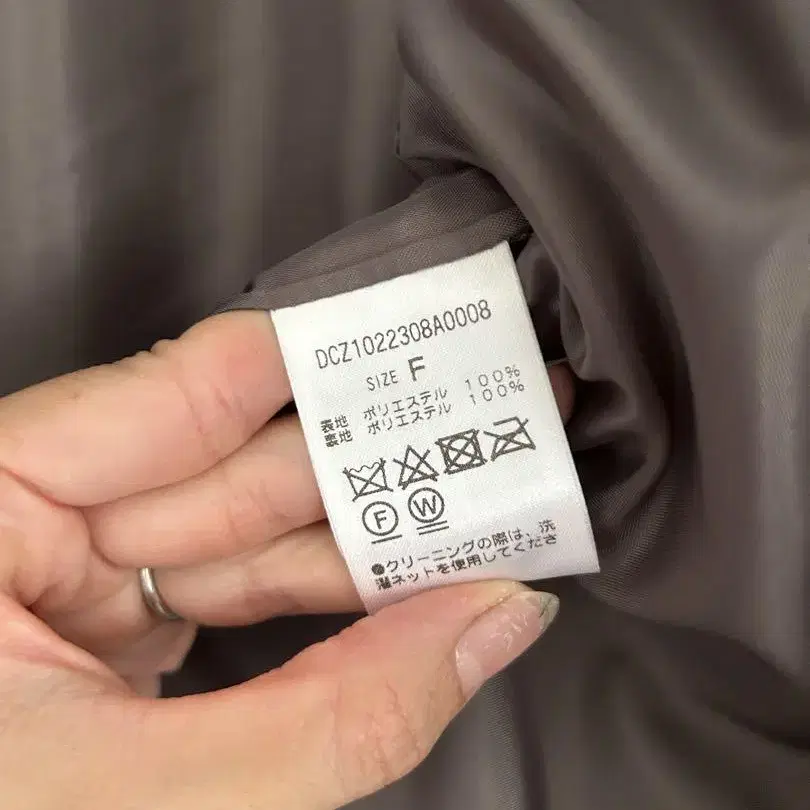 DCZ1022308A0008
SIZE F
表地 ポリエステル 100%
裏地 ポリエステル 100%
F W
●クリーニングの際は、洗
濯ネットを使用してくださ